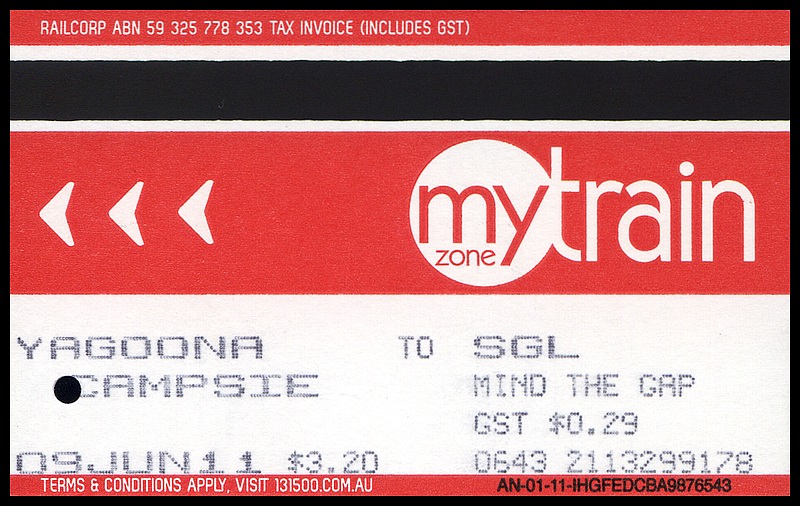 RAILCORP ABN 59 325 778 353 TAX INVOICE (INCLUDES GST)
mytrain
zone
YAGOONA TO SGL
CAMPSIE MIND THE GAP
GST $0.29
09JUN11 $3.20 0643 2113299178
TERMS & CONDITIONS APPLY, VISIT 131500.COM.AU AN-01-11-IHGFEDCBA9876543